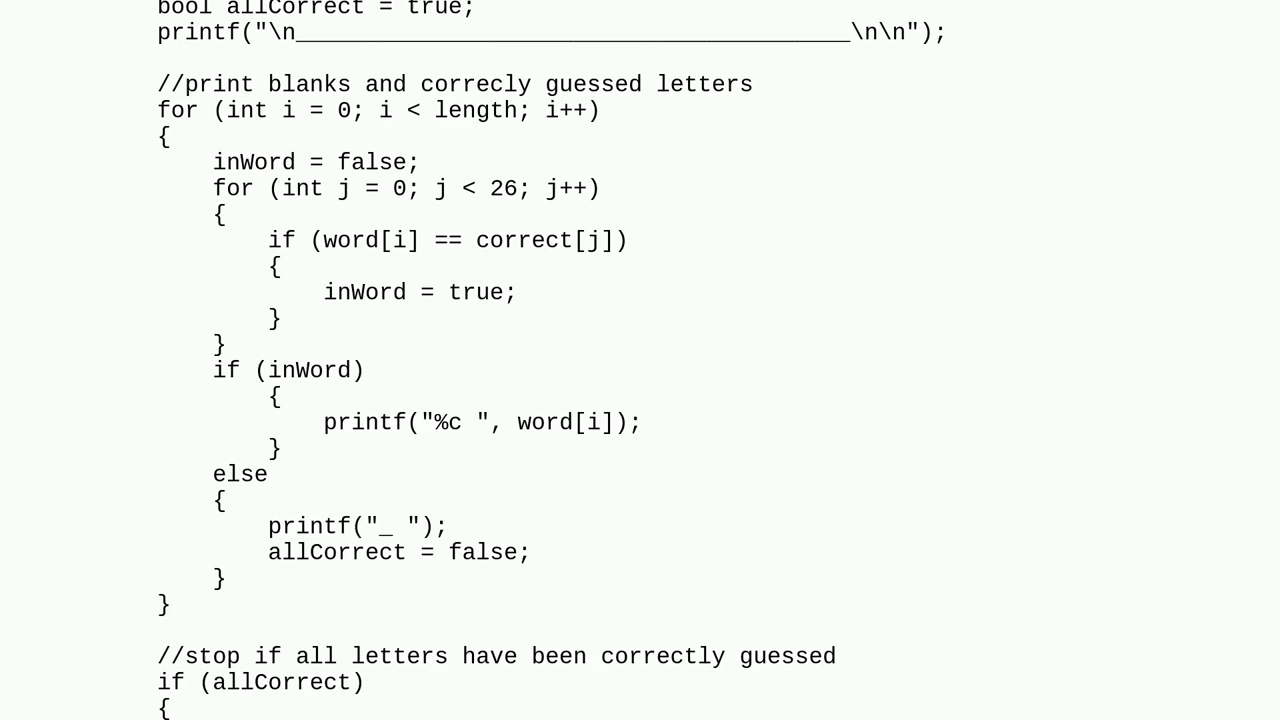 bool allCorrect = true;
printf("\n________________________________________\n\n");
//print blanks and correcly guessed letters
for (int i = 0; i < length; i++)
{
inWord = false;
for (int j = 0; j < 26; j++)
{
if (word[i] == correct[j])
{
inWord = true;
}
}
if (inWord)
{
printf("%c ", word[i]);
}
else
{
printf("_ ");
allCorrect = false;
}
}
//stop if all letters have been correctly guessed
if (allCorrect)
{